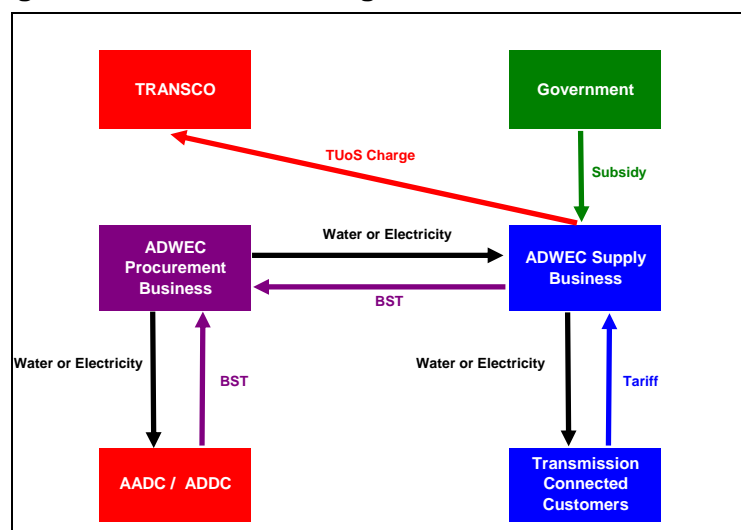 TRANSCO
Government
TUoS Charge
Subsidy
Water or Electricity
ADWEC
Procurement
Business
ADWEC Supply
Business
BST
Water or Electricity
BST
Water or Electricity
Tariff
AADC / ADDC
Transmission
Connected
Customers